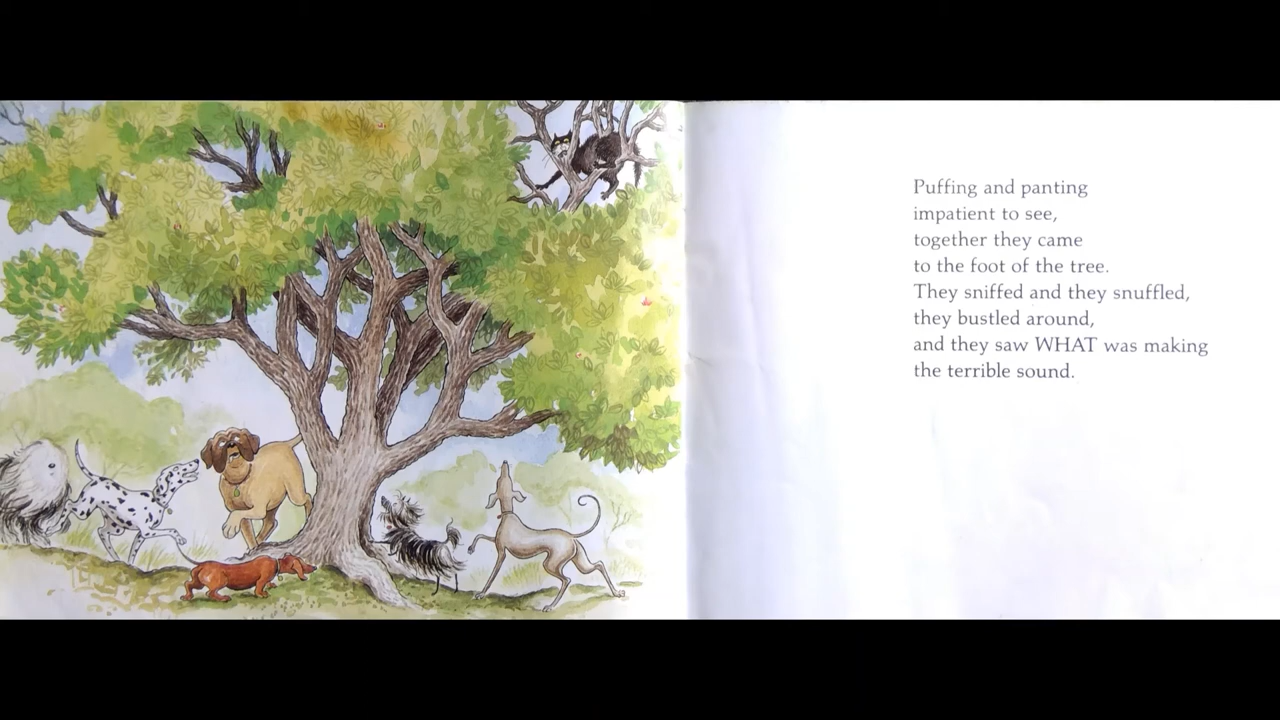 Puffing and panting
impatient to see,
together they came
to the foot of the tree.
They sniffed and they snuffled,
they bustled around,
and they saw WHAT was making
the terrible sound.